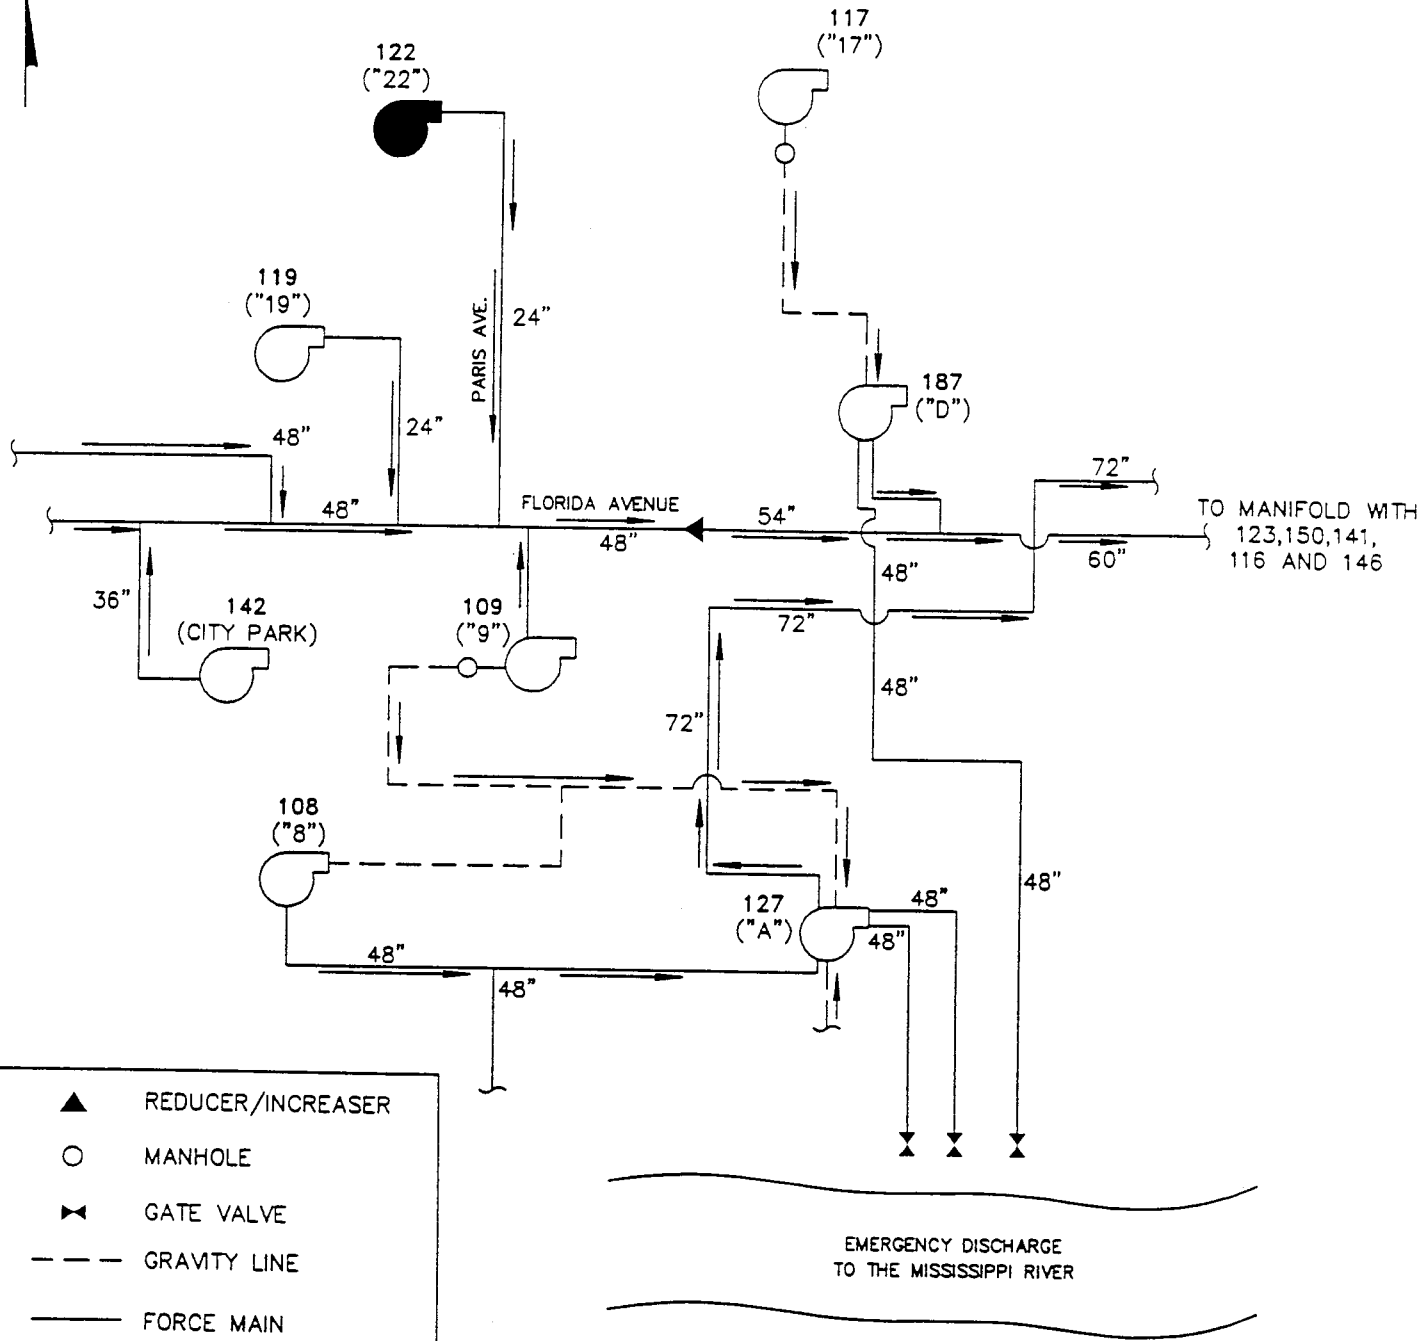 117
("17")
122
("22")
119
("19")
PARIS AVE.
24"
187
("D")
24"
48"
72"
FLORIDA AVENUE
48"
54"
48"
TO MANIFOLD WITH
123,150,141,
116 AND 146
60"
48"
36"
142
(CITY PARK)
109
("9")
72"
48"
72"
108
("8")
127
("A")
48"
48"
48"
48"
48"
REDUCER/INCREASER
MANHOLE
GATE VALVE
GRAVITY LINE
FORCE MAIN
EMERGENCY DISCHARGE
TO THE MISSISSIPPI RIVER